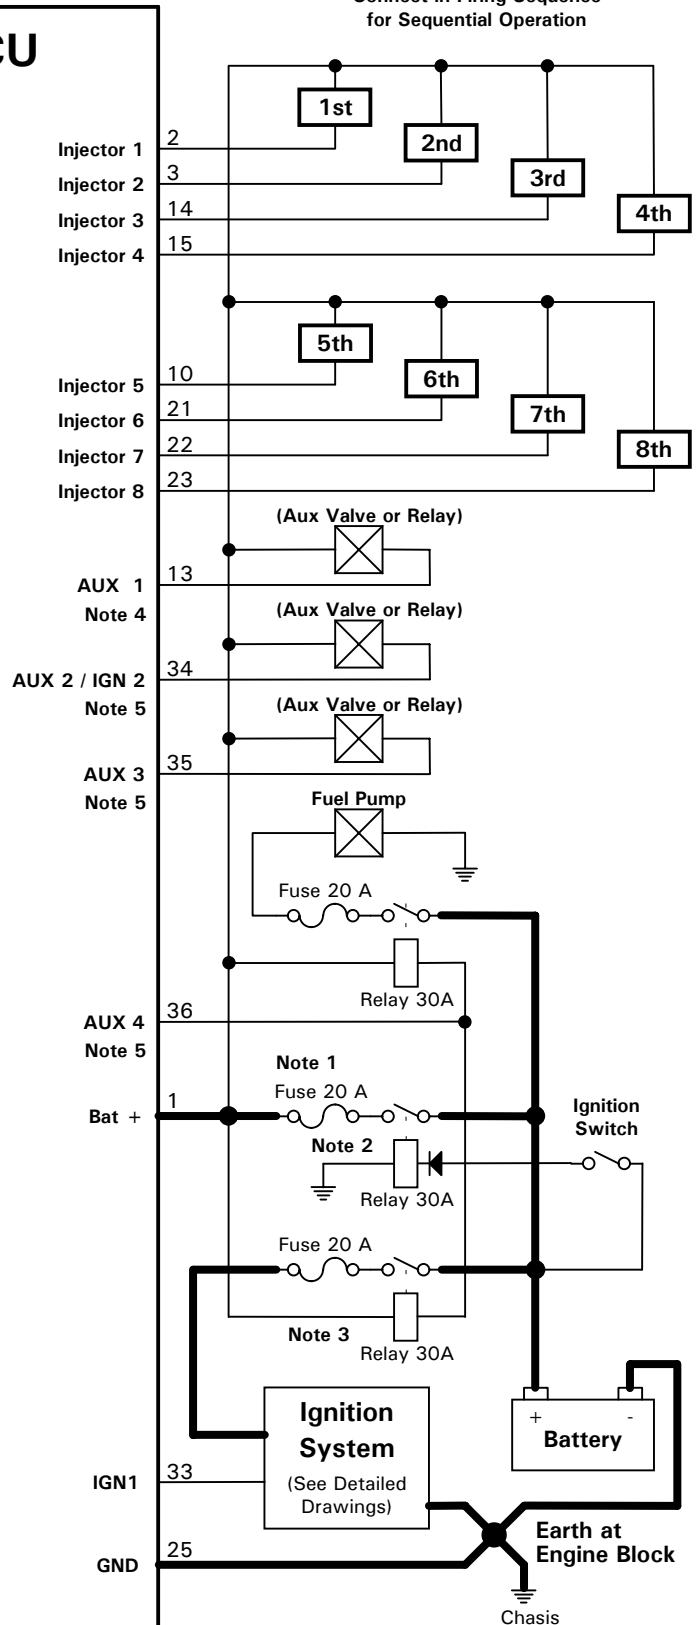 for Sequential Operation
1st
2
Injector 1
2nd
3
Injector 2
3rd
14
Injector 3
4th
15
Injector 4
5th
10
Injector 5
6th
21
Injector 6
7th
22
Injector 7
8th
23
Injector 8
(Aux Valve or Relay)
13
AUX 1
Note 4
(Aux Valve or Relay)
34
AUX 2 / IGN 2
Note 5
(Aux Valve or Relay)
35
AUX 3
Note 5
Fuel Pump
Fuse 20 A
Relay 30A
36
AUX 4
Note 5
Note 1
Fuse 20 A
1
Bat +
Ignition
Switch
Note 2
Relay 30A
Fuse 20 A
Note 3
Relay 30A
Ignition
System
(See Detailed
Drawings)
+ -
Battery
33
IGN1
25
GND
Earth at
Engine Block
Chasis